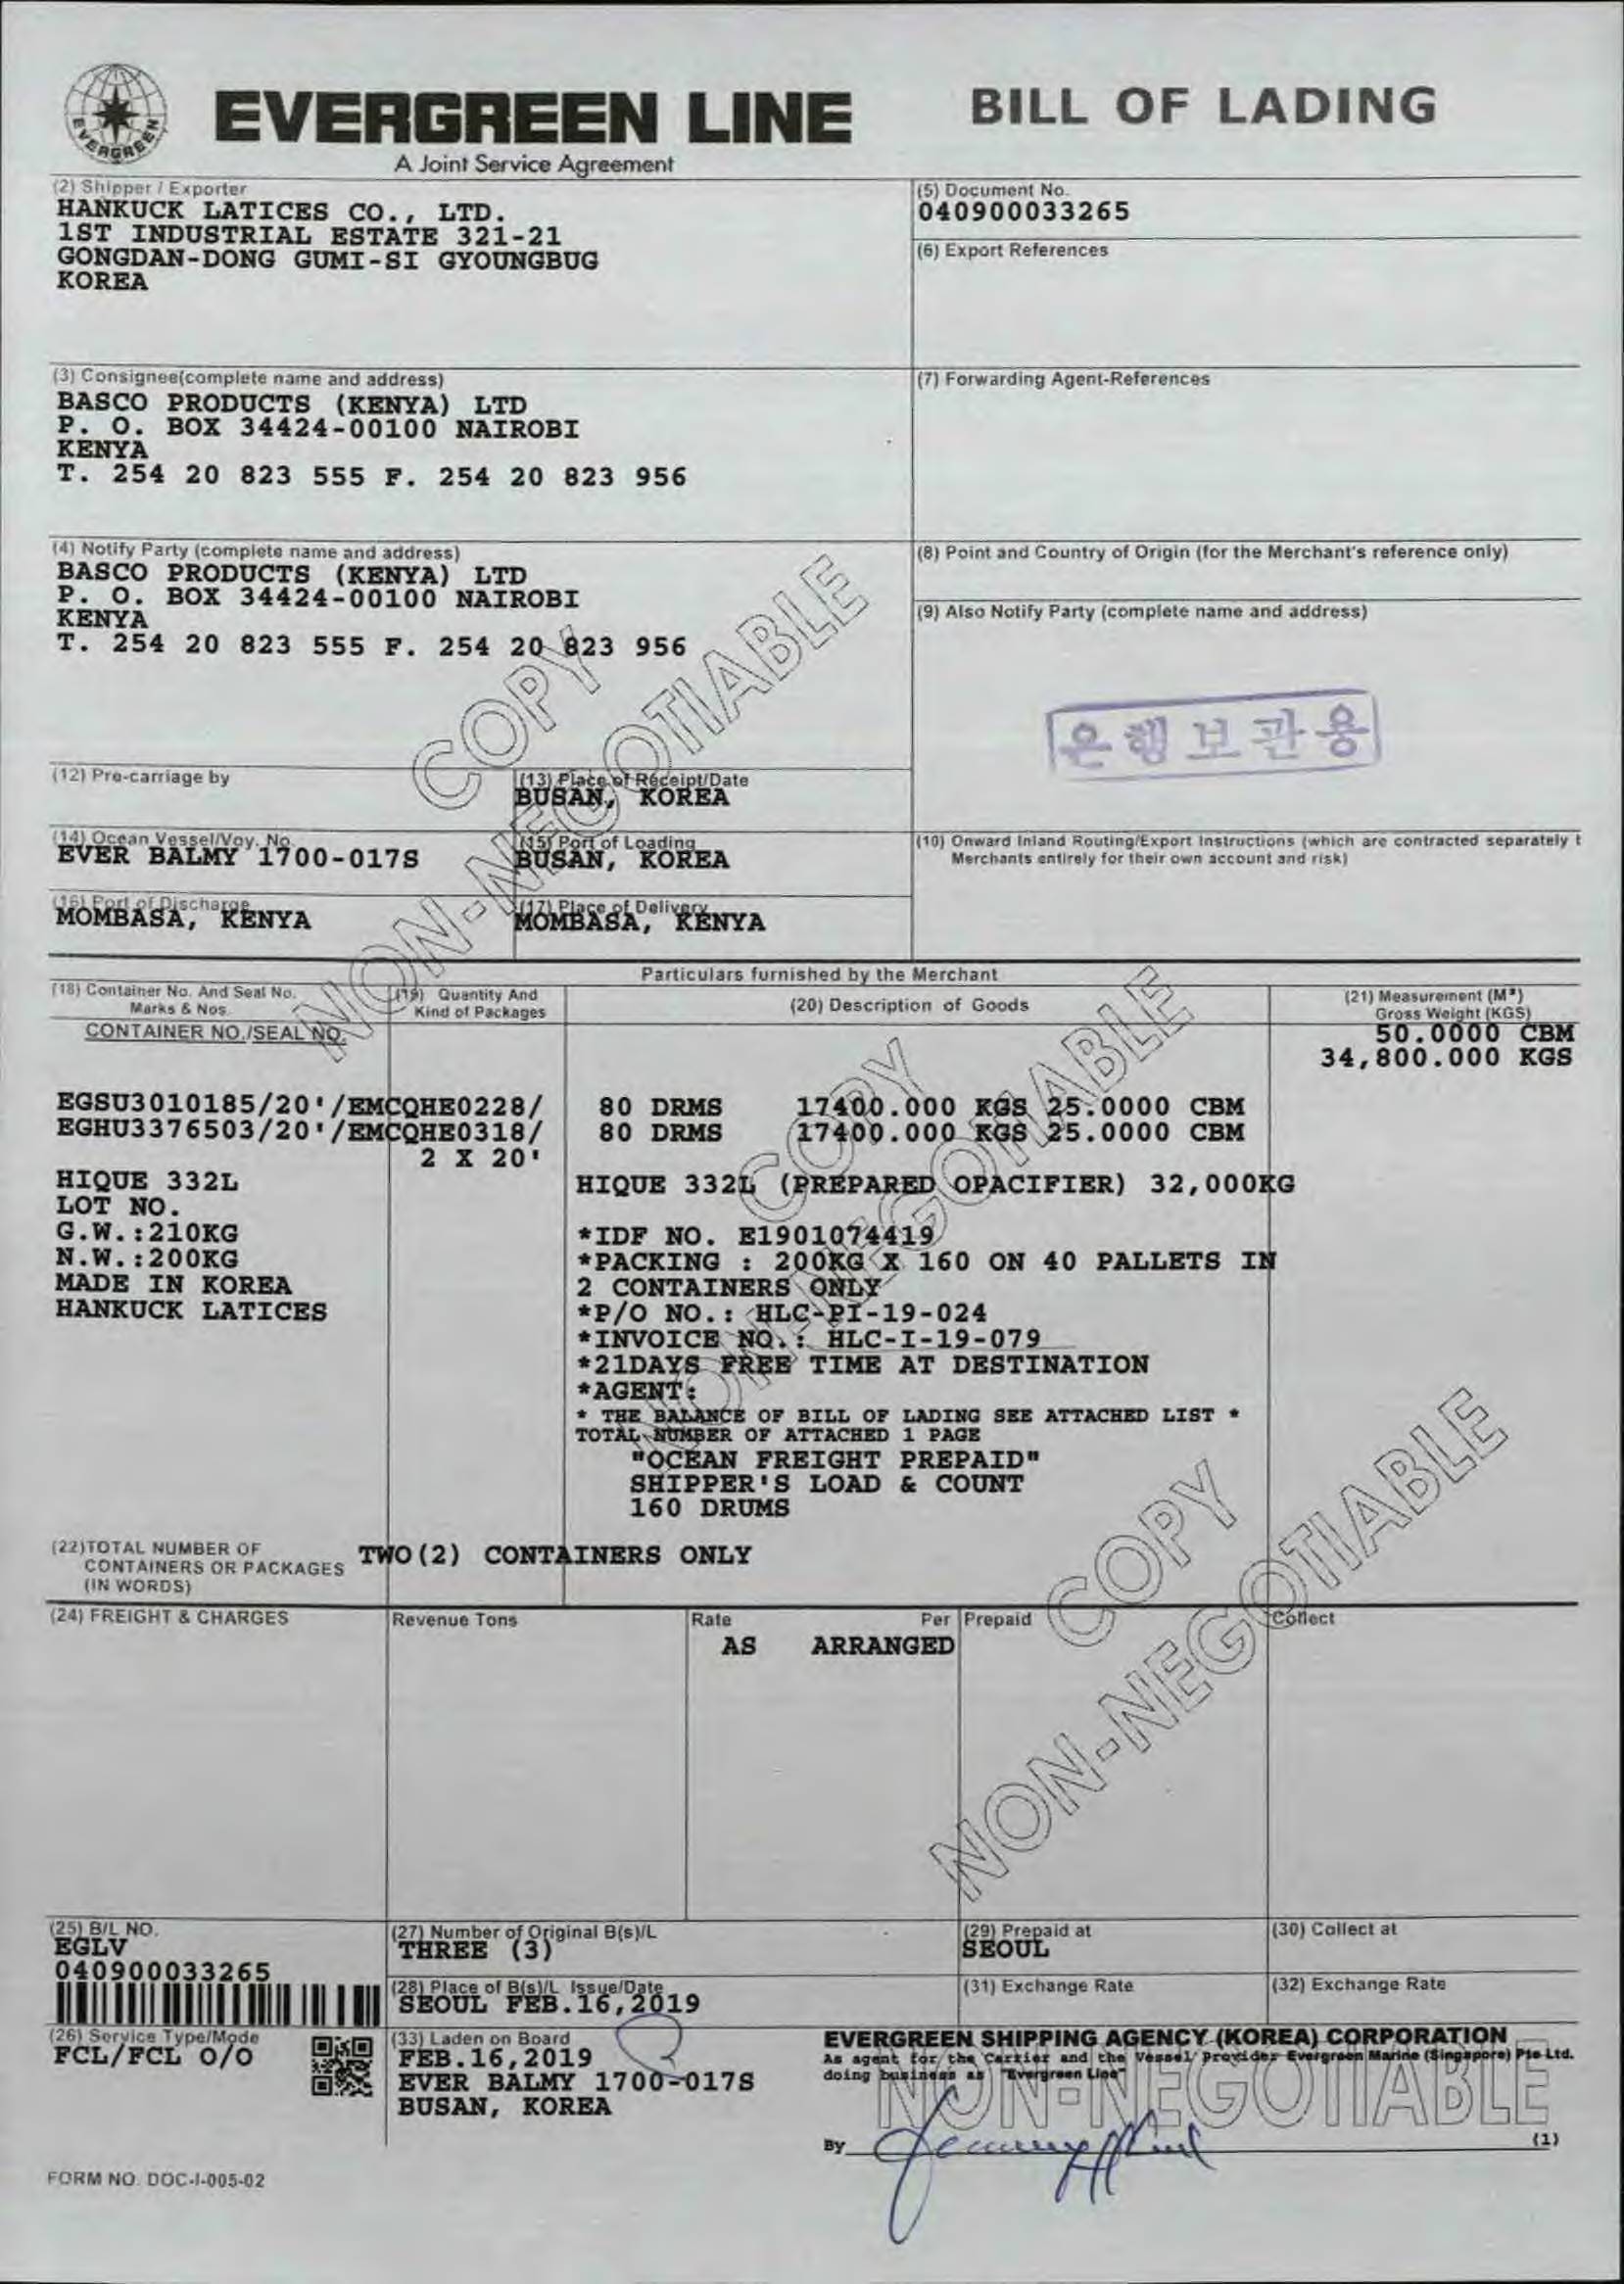 EVERGREEN
EVERGREEN LINE
A Joint Service Agreement
BILL OF LADING
(2) Shipper / Exporter
HANKUCK LATICES CO., LTD.
1ST INDUSTRIAL ESTATE 321-21
GONGDAN-DONG GUMI-SI GYOUNGBUG
KOREA
(5) Document No.
040900033265
(6) Export References
(3) Consignee(complete name and address)
BASCO PRODUCTS (KENYA) LTD
P. O. BOX 34424-00100 NAIROBI
KENYA
T. 254 20 823 555 F. 254 20 823 956
(7) Forwarding Agent-References
(4) Notify Party (complete name and address)
BASCO PRODUCTS (KENYA) LTD
P. O. BOX 34424-00100 NAIROBI
KENYA
T. 254 20 823 555 F. 254 20 823 956
(8) Point and Country of Origin (for the Merchant's reference only)
(9) Also Notify Party (complete name and address)
은행보관용
COPY
NON-NEGOTIABLE
(12) Pre-carriage by
(13) Place of Receipt/Date
BUSAN, KOREA
(14) Ocean Vessel/Voy. No.
EVER BALMY 1700-017S
(15) Port of Loading
BUSAN, KOREA
(10) Onward Inland Routing/Export Instructions (which are contracted separately t
Merchants entirely for their own account and risk)
(16) Port of Discharge
MOMBASA, KENYA
(17) Place of Delivery
MOMBASA, KENYA
Particulars furnished by the Merchant
(18) Container No. And Seal No.
Marks & Nos.
(19) Quantity And
Kind of Packages
(20) Description of Goods
(21) Measurement (M³)
Gross Weight (KGS)
CONTAINER NO./SEAL NO.
50.0000 CBM
34,800.000 KGS
EGSU3010185/20'/EMCQHE0228/ 80 DRMS 17400.000 KGS 25.0000 CBM
EGHU3376503/20'/EMCQHE0318/ 80 DRMS 17400.000 KGS 25.0000 CBM
2 X 20'
HIQUE 332L
LOT NO.
G.W.:210KG
N.W.:200KG
MADE IN KOREA
HANKUCK LATICES
HIQUE 332L (PREPARED OPACIFIER) 32,000KG
*IDF NO. E1901074419
*PACKING : 200KG X 160 ON 40 PALLETS IN
2 CONTAINERS ONLY
*P/O NO.: HLC-PI-19-024
*INVOICE NO.: HLC-I-19-079
*21DAYS FREE TIME AT DESTINATION
*AGENT:
* THE BALANCE OF BILL OF LADING SEE ATTACHED LIST *
TOTAL NUMBER OF ATTACHED 1 PAGE
"OCEAN FREIGHT PREPAID"
SHIPPER'S LOAD & COUNT
160 DRUMS
COPY
NON-NEGOTIABLE
(22)TOTAL NUMBER OF
CONTAINERS OR PACKAGES
(IN WORDS)
TWO(2) CONTAINERS ONLY
(24) FREIGHT & CHARGES
Revenue Tons
Rate
Per
Prepaid
Collect
AS ARRANGED
COPY
NON-NEGOTIABLE
(25) B/L NO.
EGLV
040900033265
(27) Number of Original B(s)/L
THREE (3)
(29) Prepaid at
SEOUL
(30) Collect at
(28) Place of B(s)/L Issue/Date
SEOUL FEB.16,2019
(31) Exchange Rate
(32) Exchange Rate
(26) Service Type/Mode
FCL/FCL O/O
(33) Laden on Board
FEB.16,2019
EVER BALMY 1700-017S
BUSAN, KOREA
EVERGREEN SHIPPING AGENCY (KOREA) CORPORATION
As agent for the Carrier and the Vessel Provider Evergreen Marine (Singapore) Pte Ltd.
doing business as "Evergreen Line"
NON-NEGOTIABLE
By
(1)
FORM NO. DOC-I-005-02